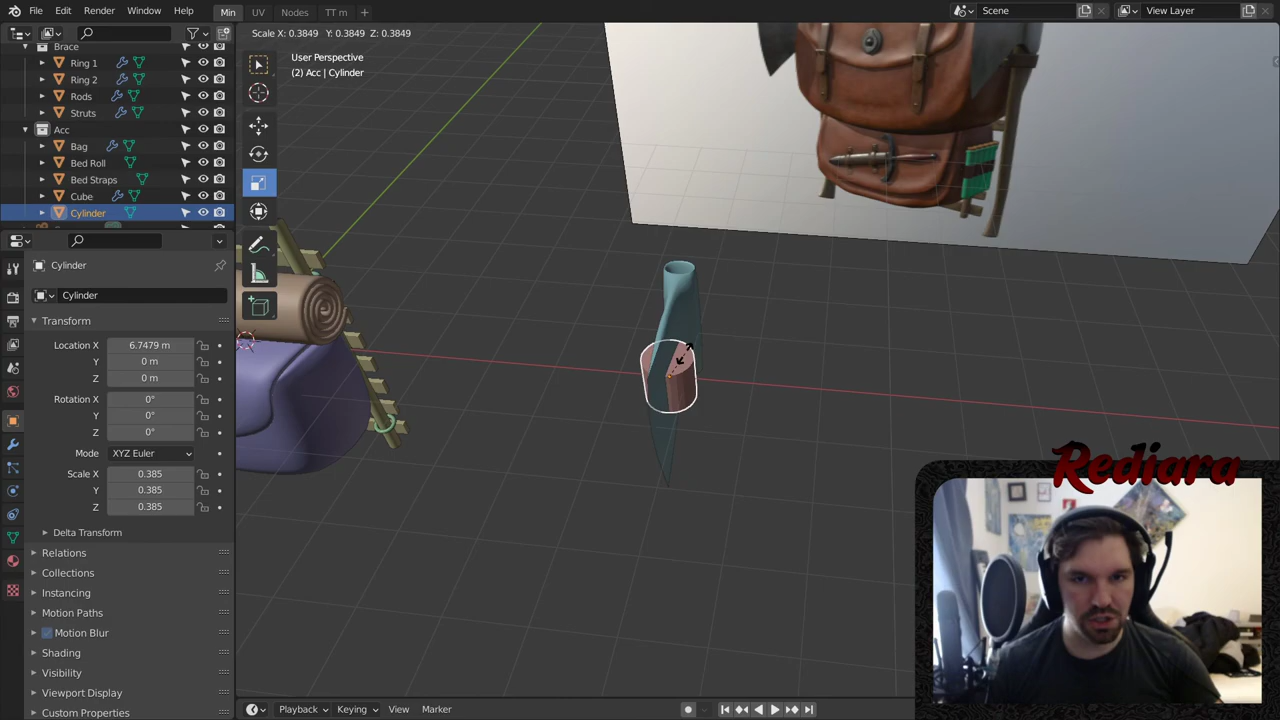 File Edit Render Window Help Min UV Nodes TT m + Scene View Layer
Scale X: 0.3849 Y: 0.3849 Z: 0.3849
User Perspective
(2) Acc | Cylinder
Brace
Ring 1
Ring 2
Rods
Struts
Acc
Bag
Bed Roll
Bed Straps
Cube
Cylinder
Cylinder
Cylinder
Transform
Location X 6.7479 m
Y 0 m
Z 0 m
Rotation X 0°
Y 0°
Z 0°
Mode XYZ Euler
Scale X 0.385
Y 0.385
Z 0.385
Delta Transform
Relations
Collections
Instancing
Motion Paths
Motion Blur
Shading
Visibility
Viewport Display
Custom Properties
Playback Keying View Marker
Rediara